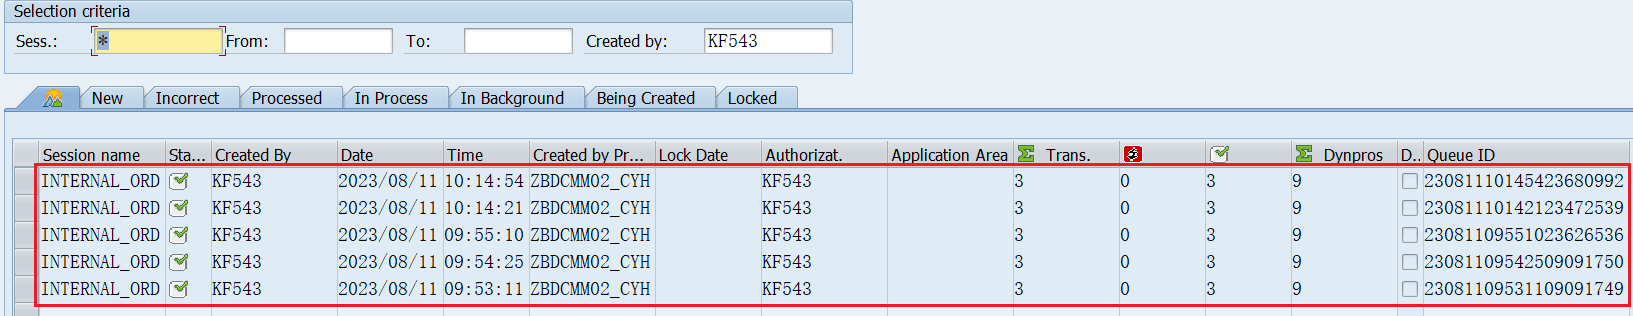 Selection criteria
Sess.: * From: To: Created by: KF543
New Incorrect Processed In Process In Background Being Created Locked
Session name Sta... Created By Date Time Created by Pr... Lock Date Authorizat. Application Area Trans. Dynpros D.. Queue ID
INTERNAL_ORD KF543 2023/08/11 10:14:54 ZBDCMM02_CYH KF543 3 0 3 9 23081110145423680992
INTERNAL_ORD KF543 2023/08/11 10:14:21 ZBDCMM02_CYH KF543 3 0 3 9 23081110142123472539
INTERNAL_ORD KF543 2023/08/11 09:55:10 ZBDCMM02_CYH KF543 3 0 3 9 23081109551023626536
INTERNAL_ORD KF543 2023/08/11 09:54:25 ZBDCMM02_CYH KF543 3 0 3 9 23081109542509091750
INTERNAL_ORD KF543 2023/08/11 09:53:11 ZBDCMM02_CYH KF543 3 0 3 9 23081109531109091749